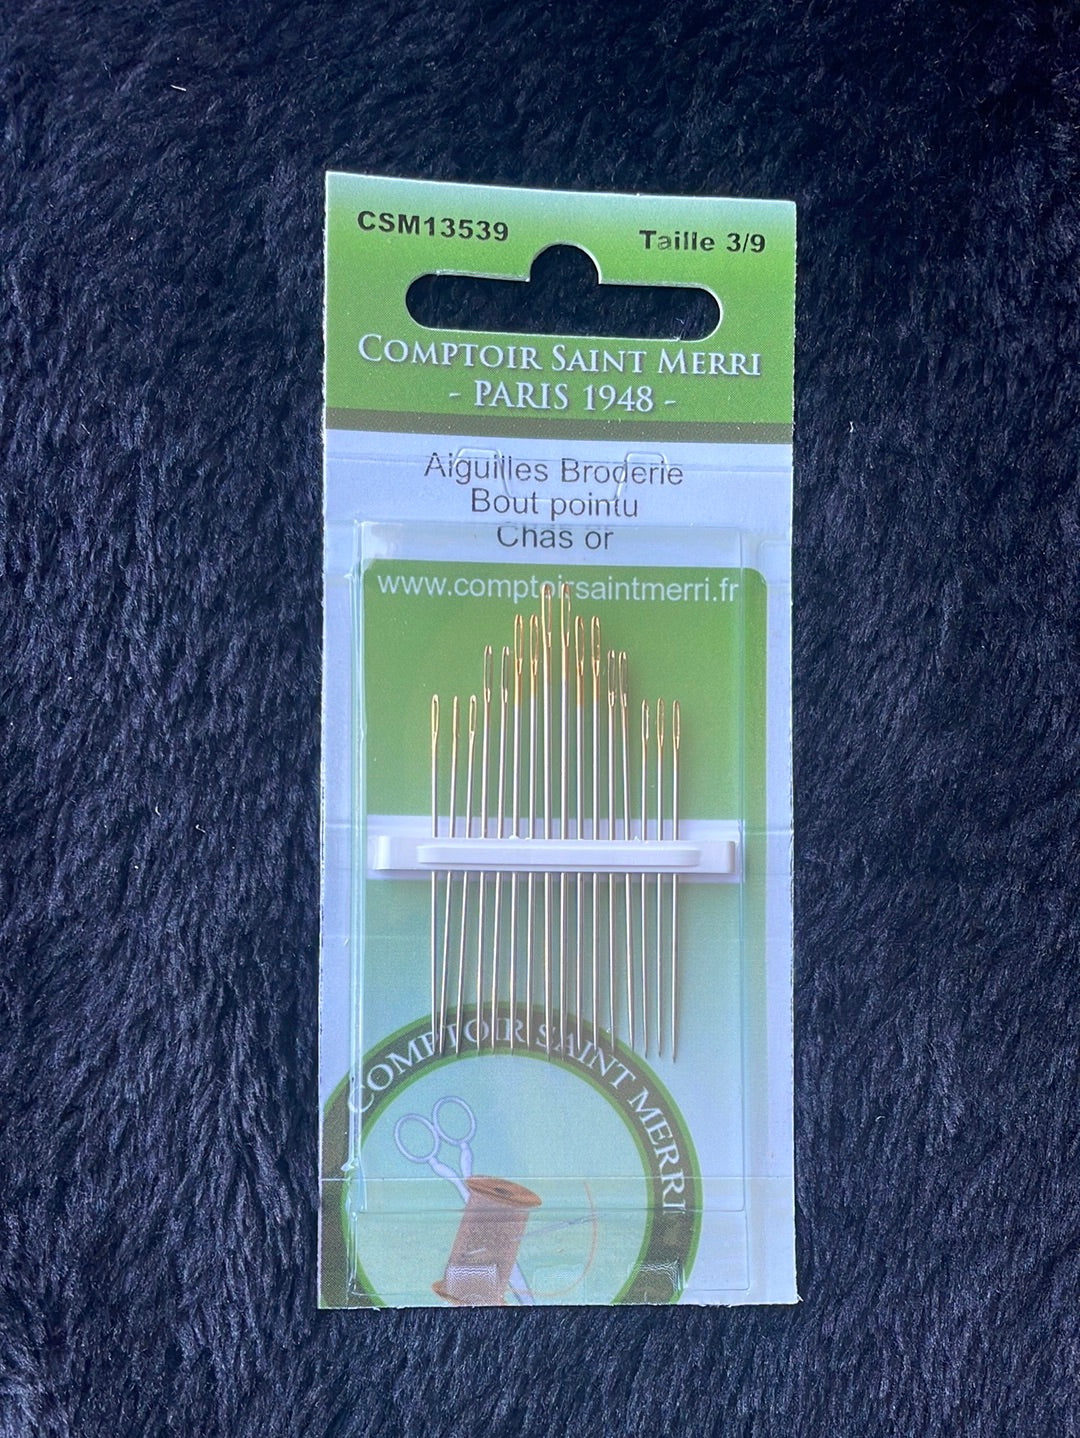 CSM13539
Taille 3/9
COMPTOIR SAINT MERRI
- PARIS 1948 -
Aiguilles Broderie
Bout pointu
Chas or
www.comptoirsaintmerri.fr
COMPTOIR SAINT MERRI